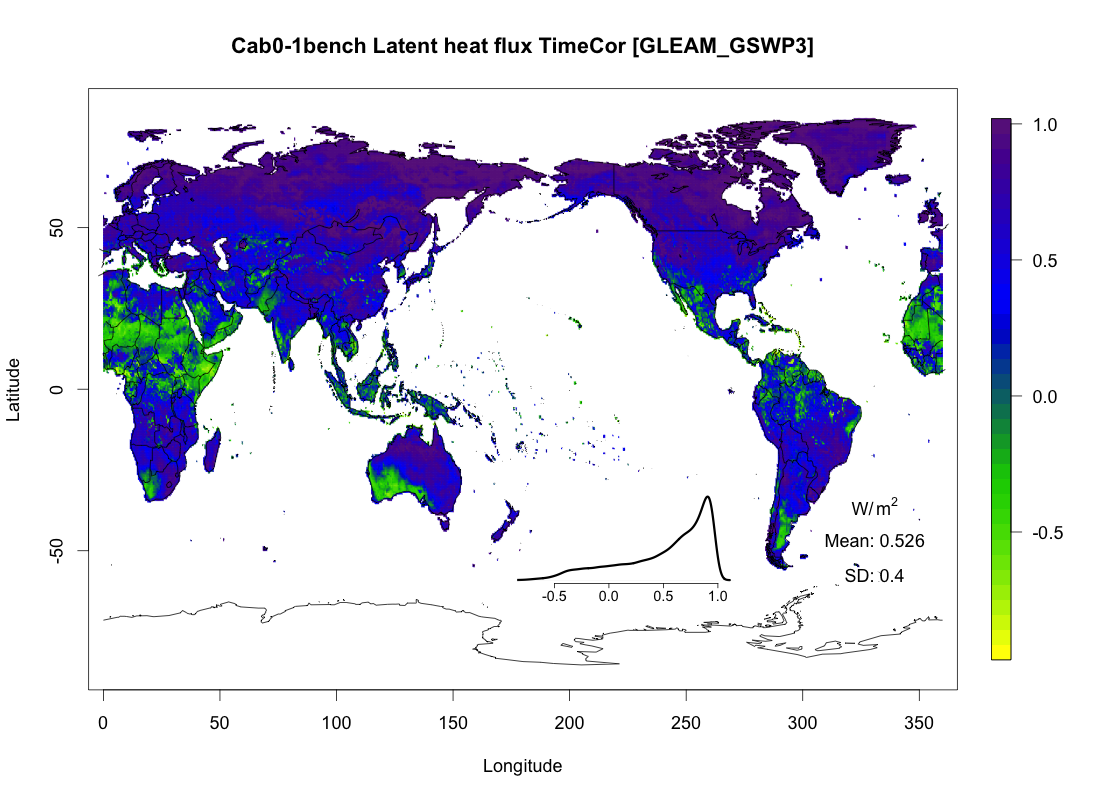 Cab0-1bench Latent heat flux TimeCor [GLEAM_GSWP3]
1.0
0.5
0.0
-0.5
50
0
-50
Latitude
W/m2
Mean: 0.526
SD: 0.4
-0.5 0.0 0.5 1.0
0 50 100 150 200 250 300 350
Longitude